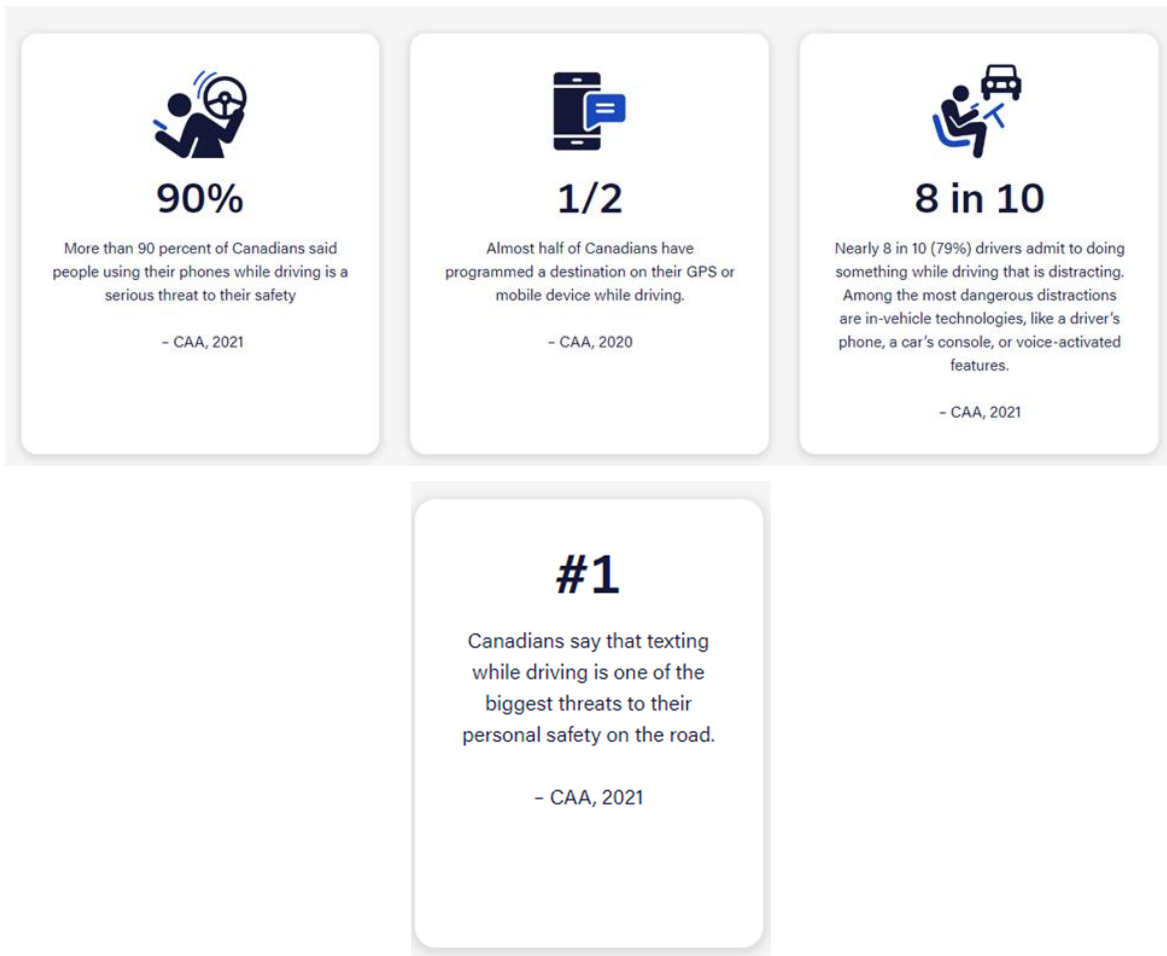 90%
More than 90 percent of Canadians said
people using their phones while driving is a
serious threat to their safety
– CAA, 2021
1/2
Almost half of Canadians have
programmed a destination on their GPS or
mobile device while driving.
– CAA, 2020
8 in 10
Nearly 8 in 10 (79%) drivers admit to doing
something while driving that is distracting.
Among the most dangerous distractions
are in-vehicle technologies, like a driver's
phone, a car's console, or voice-activated
features.
– CAA, 2021
#1
Canadians say that texting
while driving is one of the
biggest threats to their
personal safety on the road.
– CAA, 2021